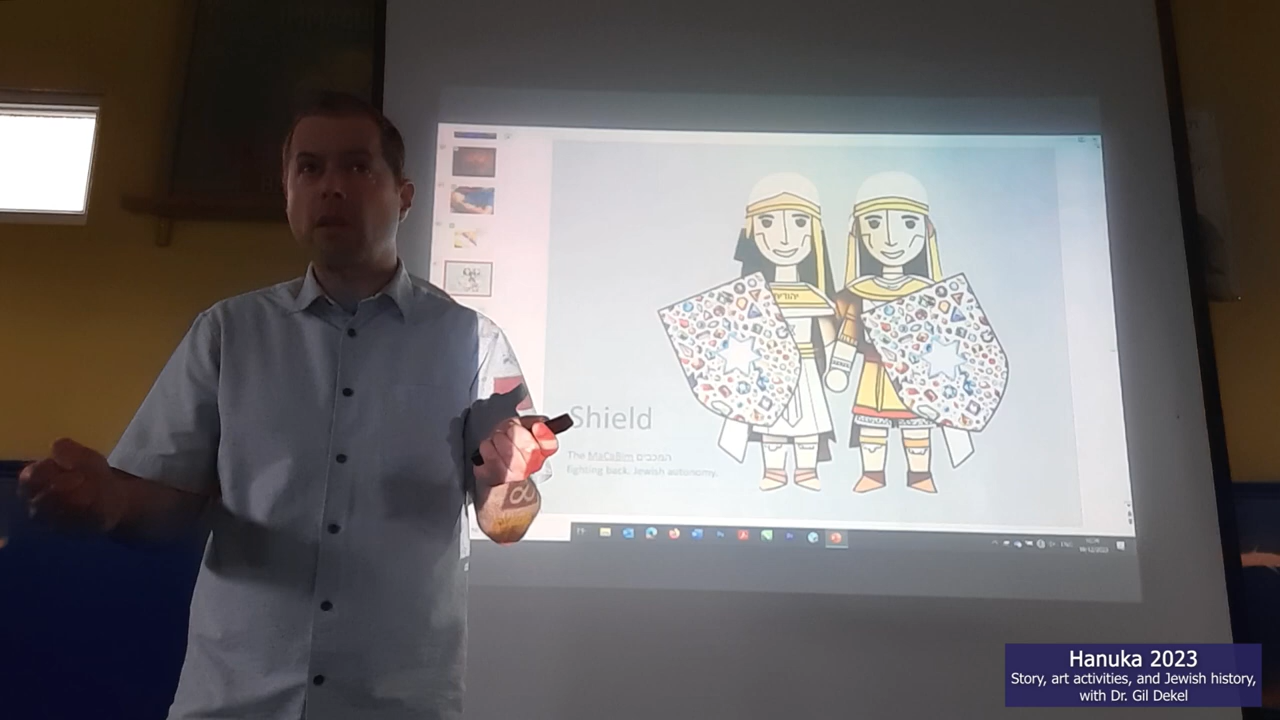 Shield
The MaCaBim המכבים
fighting back, Jewish autonomy.
יהודית
Hanuka 2023
Story, art activities, and Jewish history,
with Dr. Gil Dekel